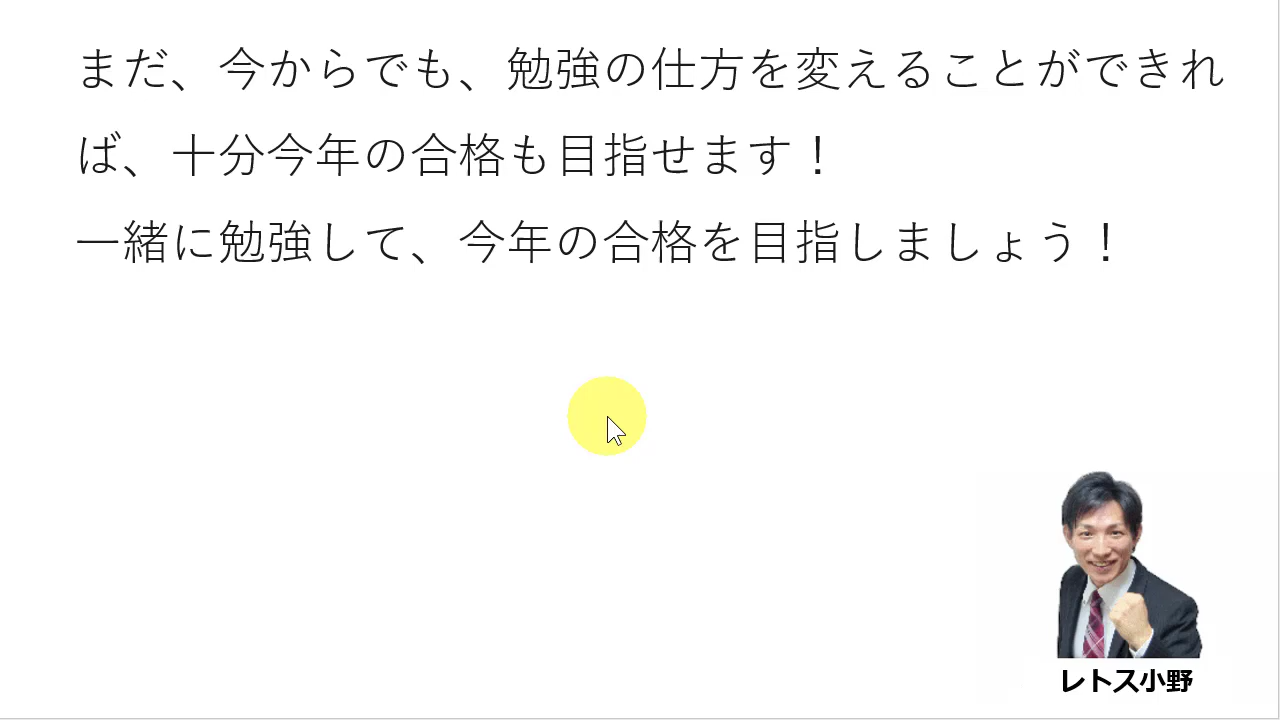 まだ、今からでも、勉強の仕方を変えることができれ
ば、十分今年の合格も目指せます！
一緒に勉強して、今年の合格を目指しましょう！
レトス小野